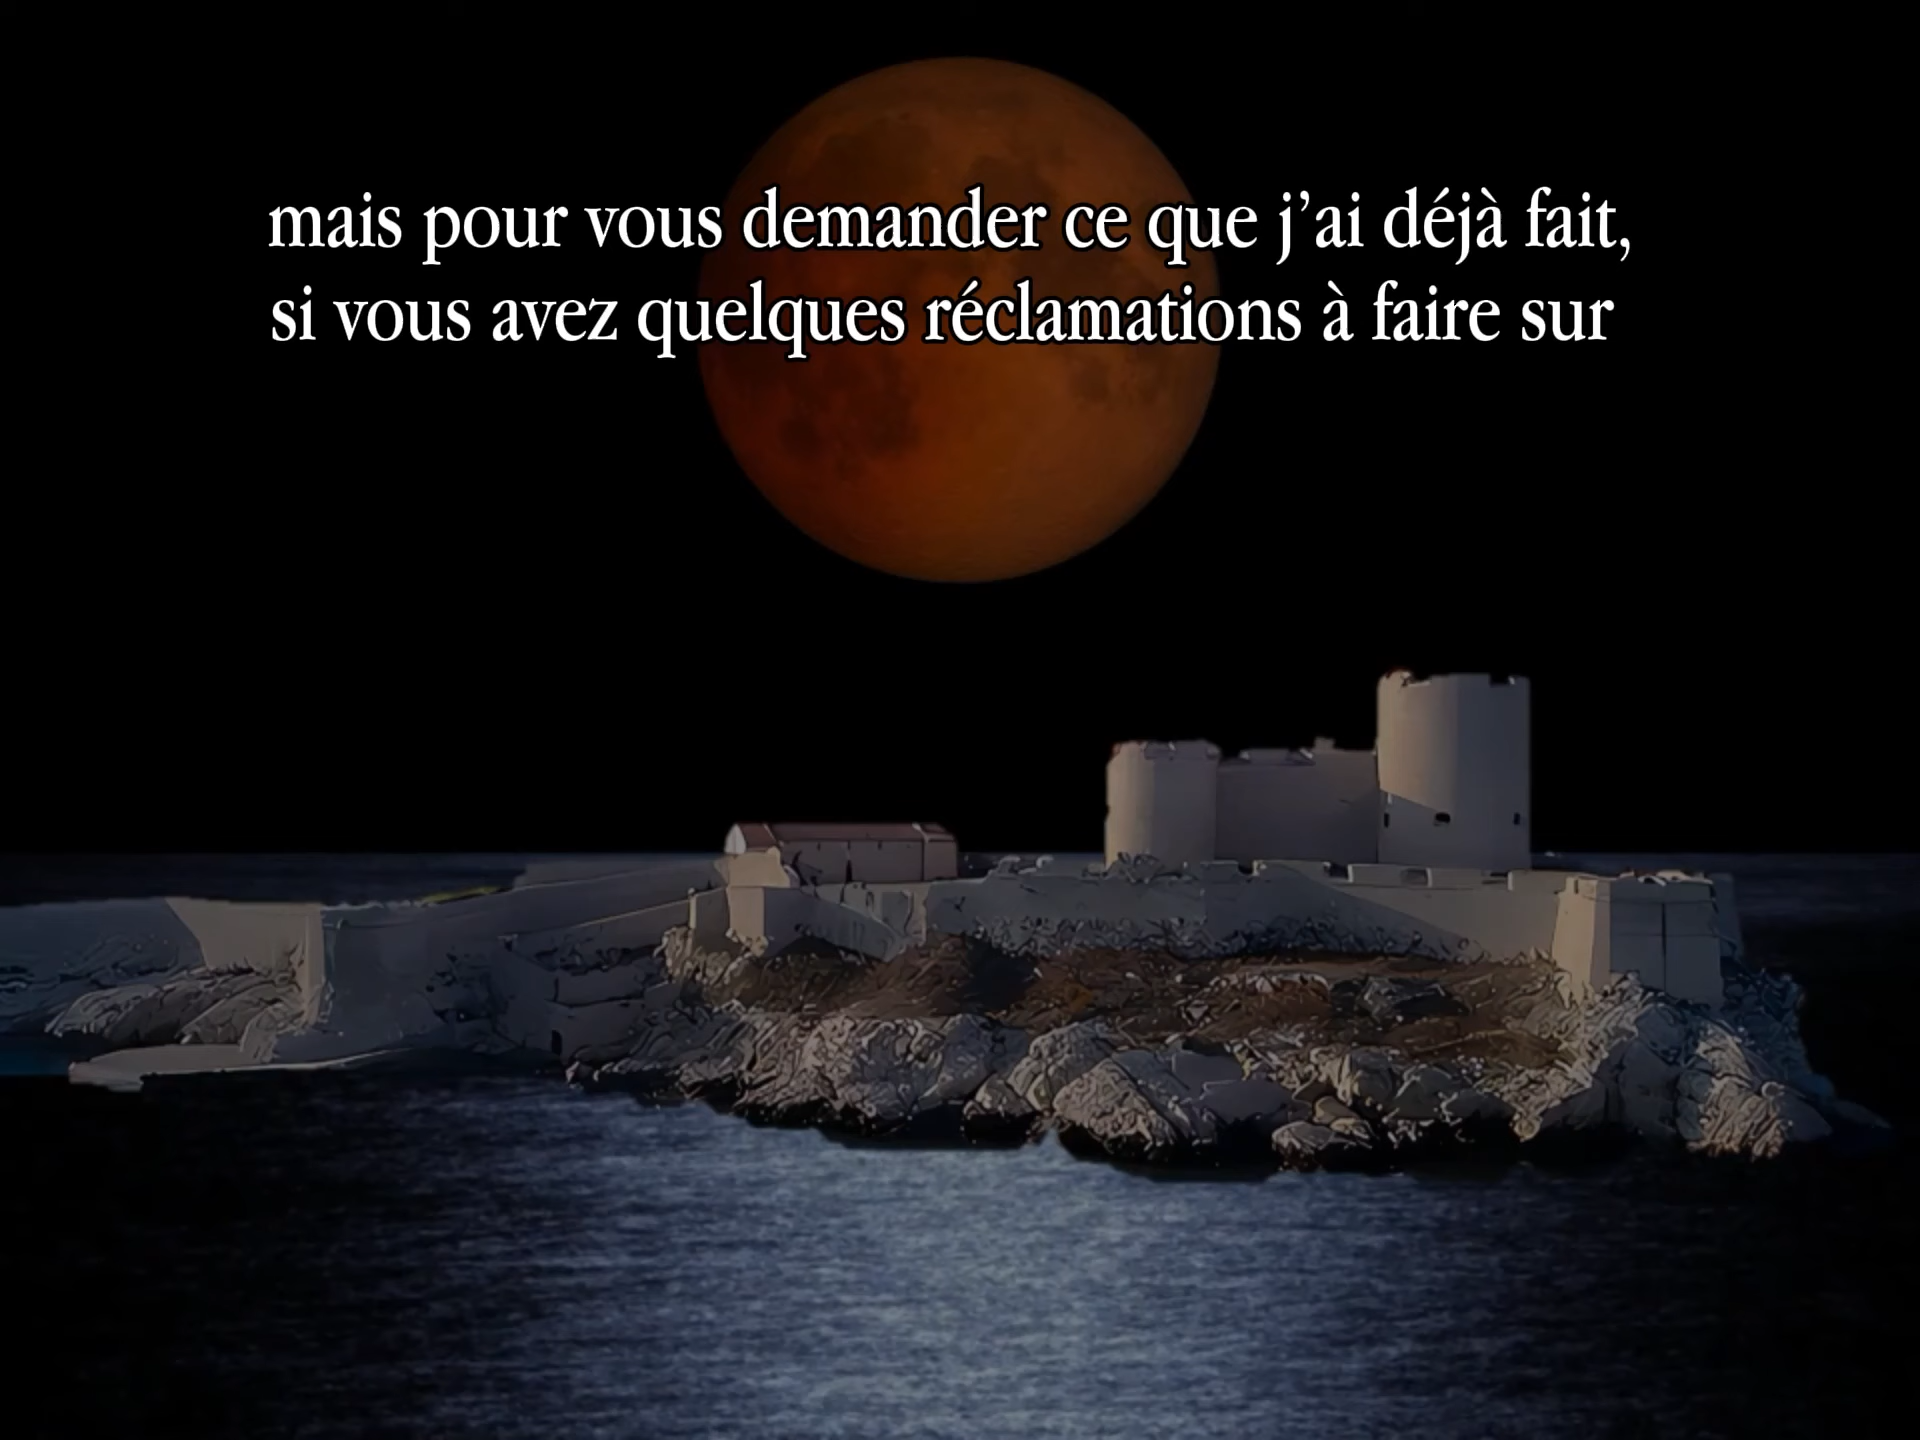 mais pour vous demander ce que j’ai déjà fait,
si vous avez quelques réclamations à faire sur